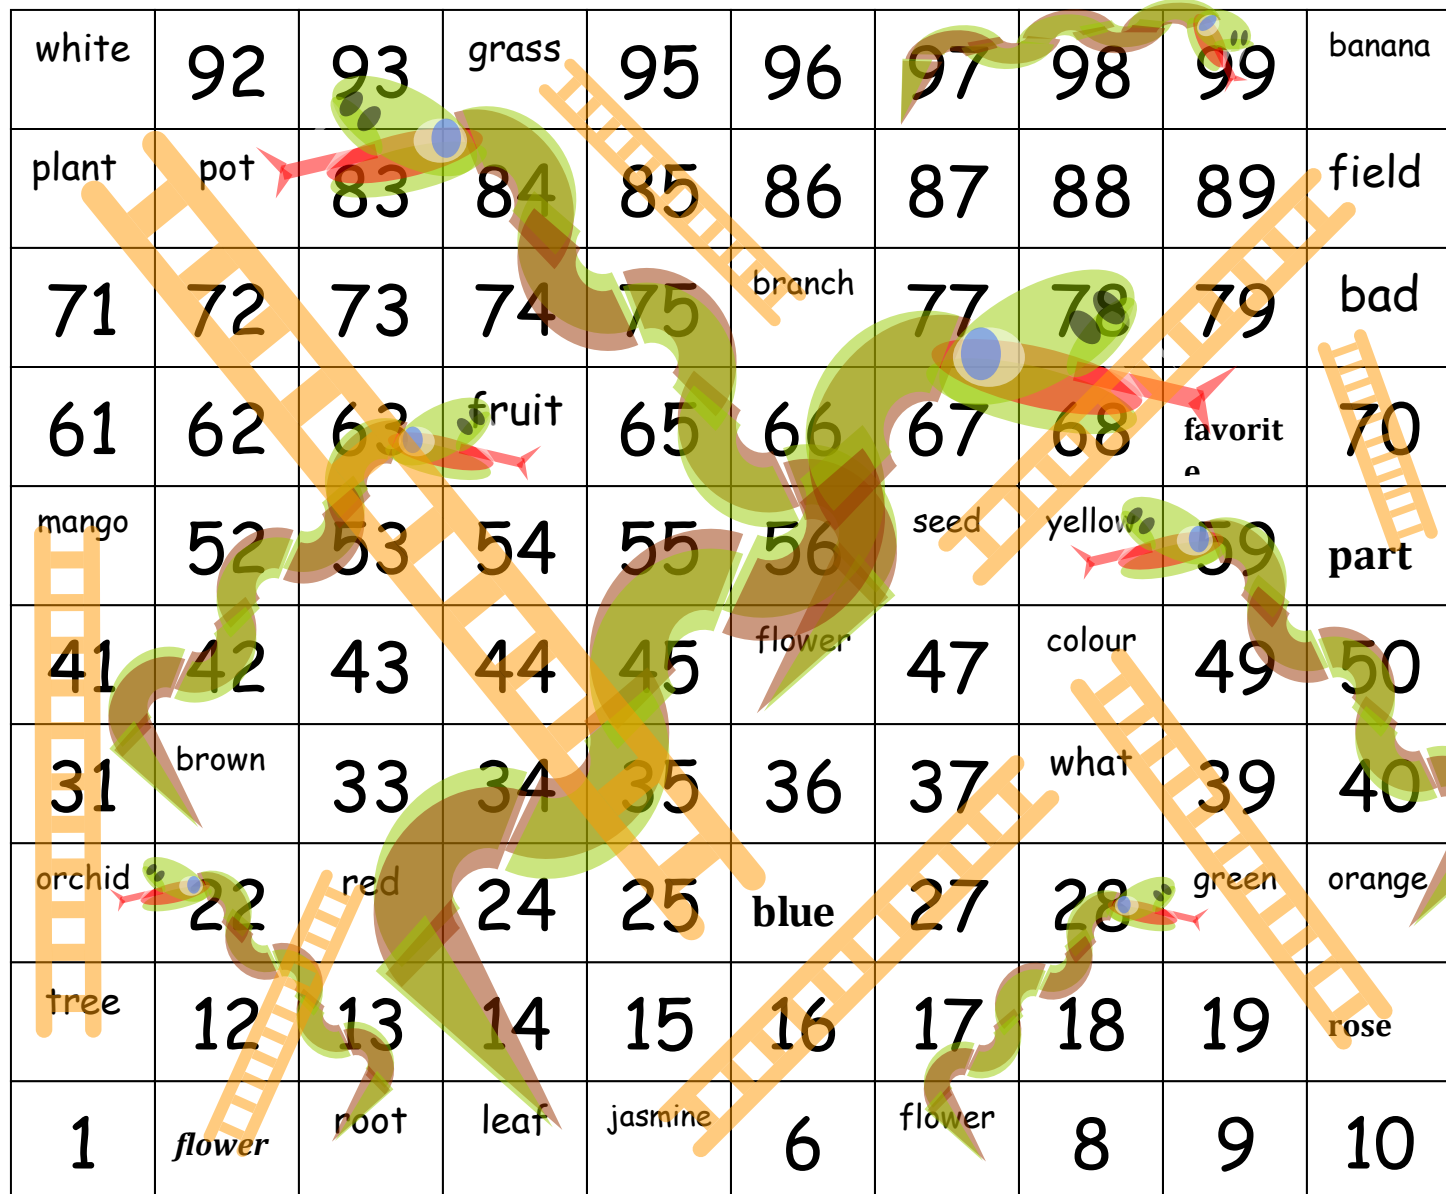 white 92 93 grass 95 96 97 98 99 banana
plant pot 83 84 85 86 87 88 89 field
71 72 73 74 75 branch 77 78 79 bad
61 62 63 fruit 65 66 67 68 favorit 70
e
mango 52 53 54 55 56 seed yellow 59 part
41 42 43 44 45 flower 47 colour 49 50
31 brown 33 34 35 36 37 what 39 40
orchid 22 red 24 25 blue 27 28 green orange
tree 12 13 14 15 16 17 18 19 rose
1 flower root leaf jasmine 6 flower 8 9 10